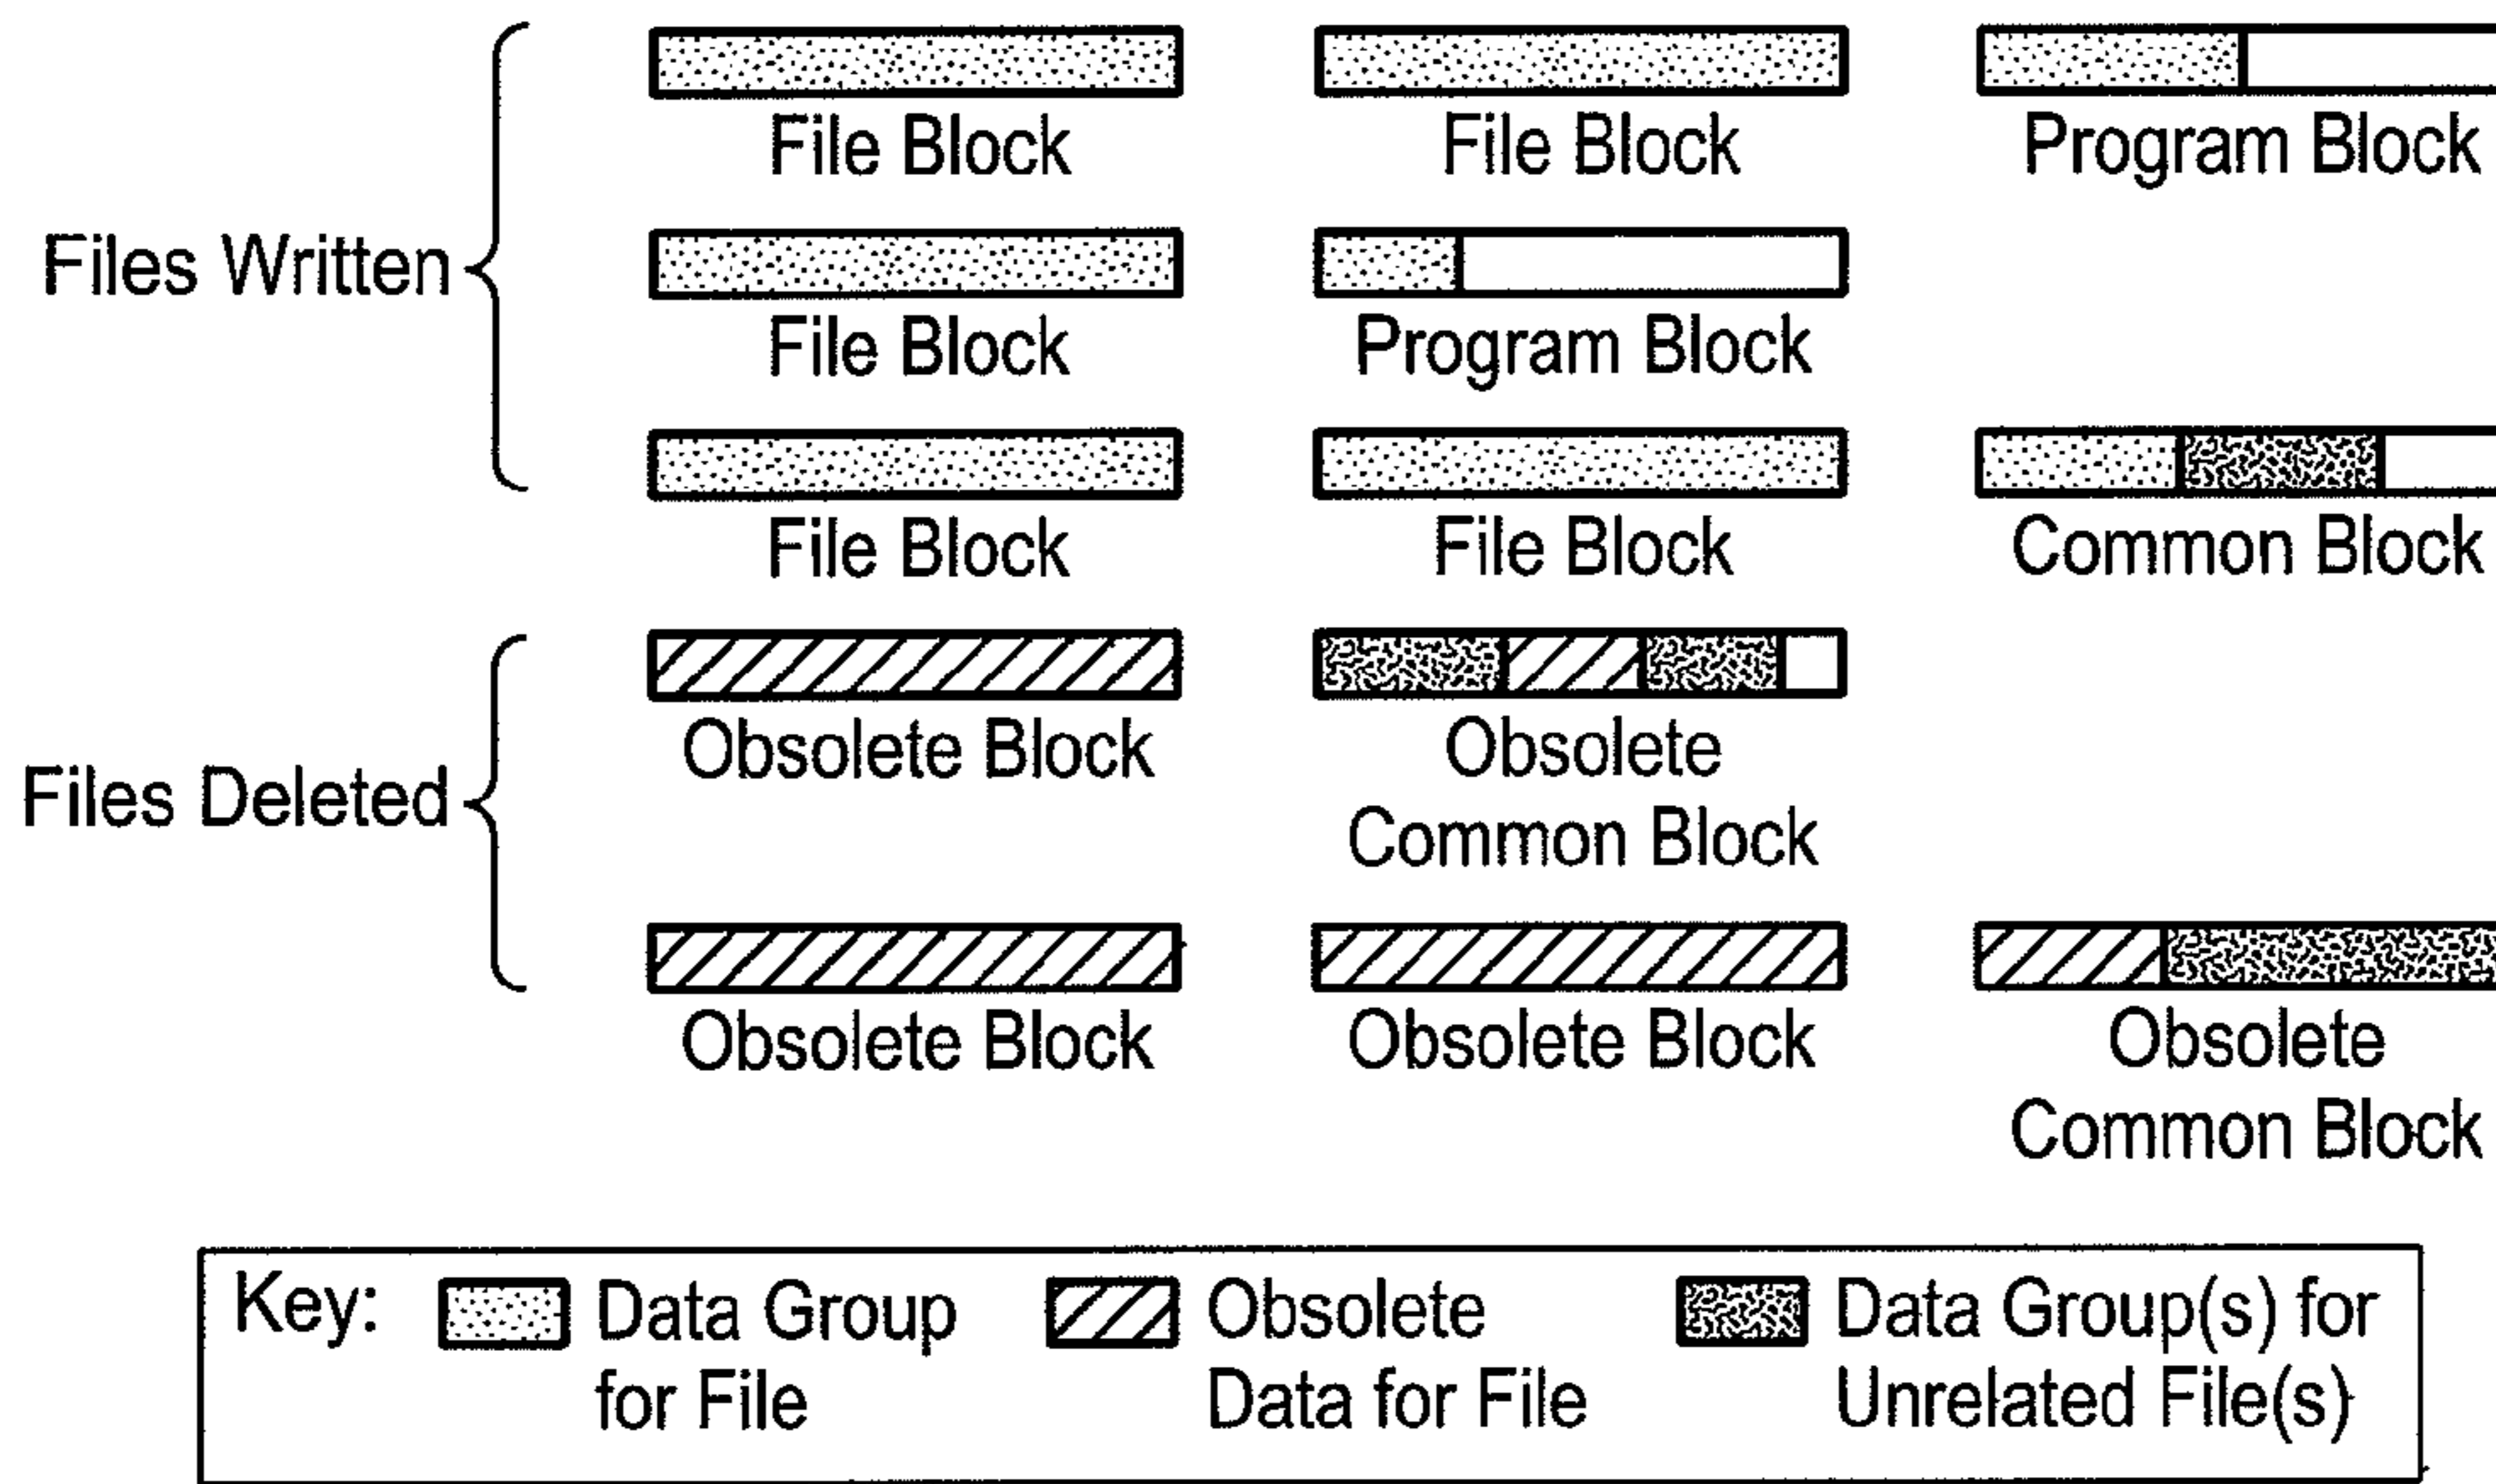 File Block File Block Program Block
Files Written
File Block Program Block
File Block File Block Common Block
Obsolete Block Obsolete
Common Block
Files Deleted
Obsolete Block Obsolete Block Obsolete
Common Block
Key: Data Group for File
Obsolete Data for File
Data Group(s) for Unrelated File(s)